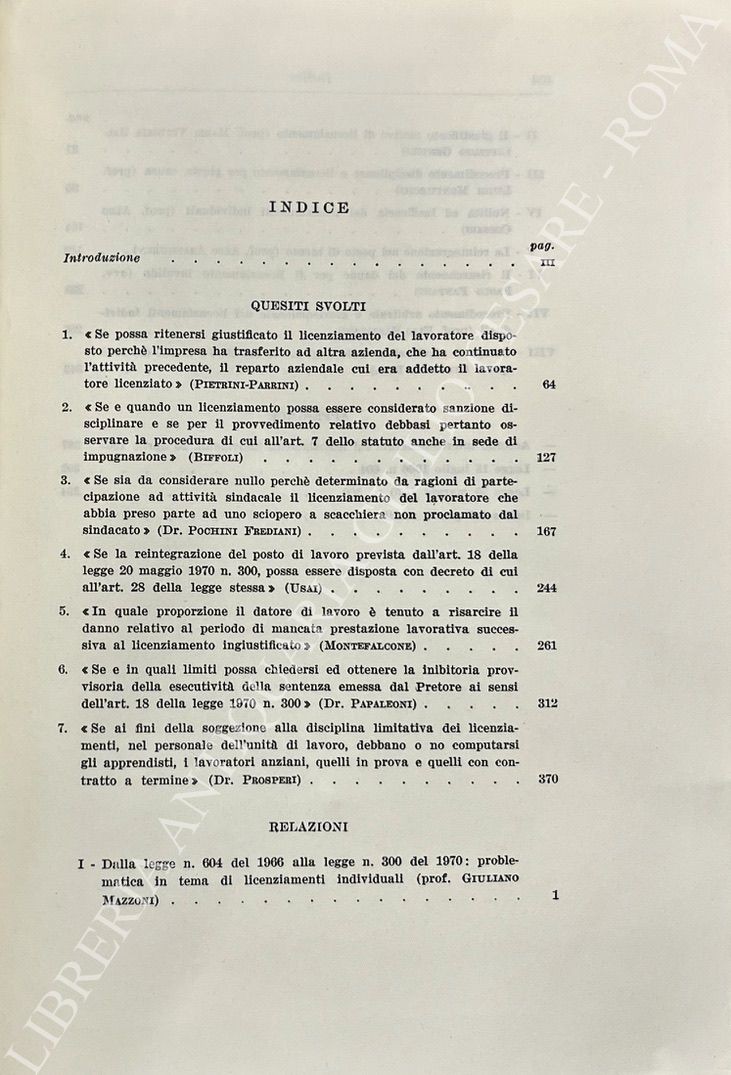 INDICE
pag.
Introduzione . . . . . . . . . . . . . . . . III
QUESITI SVOLTI
1. « Se possa ritenersi giustificato il licenziamento del lavoratore dispo-
sto perchè l'impresa ha trasferito ad altra azienda, che ha continuato
l'attività precedente, il reparto aziendale cui era addetto il lavora-
tore licenziato » (PIETRINI-PARRINI) . . . . . . . . . . 64
2. « Se e quando un licenziamento possa essere considerato sanzione di-
sciplinare e se per il provvedimento relativo debbasi pertanto os-
servare la procedura di cui all'art. 7 dello statuto anche in sede di
impugnazione » (BIFFOLI) . . . . . . . . . . . . 127
3. « Se sia da considerare nullo perchè determinato da ragioni di parte-
cipazione ad attività sindacale il licenziamento del lavoratore che
abbia preso parte ad uno sciopero a scacchiera non proclamato dal
sindacato » (Dr. POCHINI FREDIANI) . . . . . . . . . . 167
4. « Se la reintegrazione del posto di lavoro prevista dall'art. 18 della
legge 20 maggio 1970 n. 300, possa essere disposta con decreto di cui
all'art. 28 della legge stessa » (USAI) . . . . . . . . . 244
5. « In quale proporzione il datore di lavoro è tenuto a risarcire il
danno relativo al periodo di mancata prestazione lavorativa succes-
siva al licenziamento ingiustificato » (MONTEFALCONE) . . . . . 261
6. « Se e in quali limiti possa chiedersi ed ottenere la inibitoria prov-
visoria della esecutività della sentenza emessa dal Pretore ai sensi
dell'art. 18 della legge 1970 n. 300 » (Dr. PAPALEONI) . . . . . 312
7. « Se ai fini della soggezione alla disciplina limitativa dei licenzia-
menti, nel personale dell'unità di lavoro, debbano o no computarsi
gli apprendisti, i lavoratori anziani, quelli in prova e quelli con con-
tratto a termine » (Dr. PROSPERI) . . . . . . . . . . 370
RELAZIONI
I - Dalla legge n. 604 del 1966 alla legge n. 300 del 1970 : proble-
matica in tema di licenziamenti individuali (prof. GIULIANO
MAZZONI) . . . . . . . . . . . . . . . . 1
LIBRERIA ANTIQUARIA GIULIO CESARE - ROMA